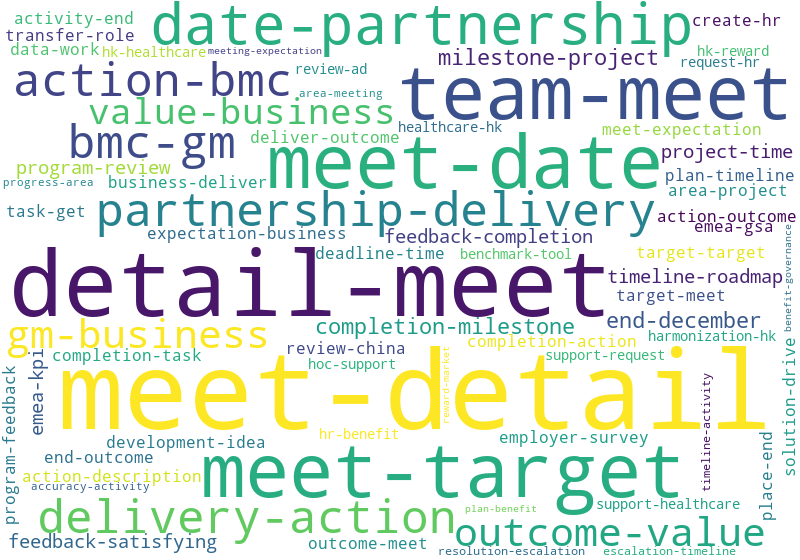 activity-end
date-partnership
create-hr
transfer-role
data-work
hk-healthcare
meeting-expectation
milestone-project
hk-reward
request-hr
action-bmc
review-ad
team-meet
area-meeting
value-business
healthcare-hk
meet-expectation
bmc-gm
deliver-outcome
meet-date
project-time
program-review
progress-area
business-deliver
plan-timeline
area-project
task-get
partnership-delivery
action-outcome
emea-gsa
expectation-business
feedback-completion
benefit-governance
detail-meet
deadline-time
benchmark-tool
target-target
timeline-roadmap
target-meet
gm-business
completion-milestone
end-december
harmonization-hk
emea-kpi
completion-task
review-china
completion-action
support-request
hoc-support
reward-market
solution-drive
program-feedback
meet-detail
timeline-activity
hr-benefit
development-idea
employer-survey
place-end
end-outcome
action-description
meet-target
accuracy-activity
support-healthcare
delivery-action
plan-benefit
outcome-value
feedback-satisfying
outcome-meet
resolution-escalation
escalation-timeline